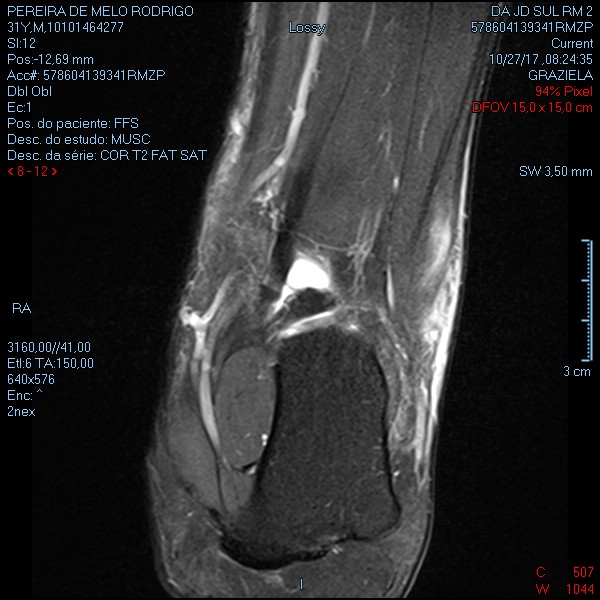 PEREIRA DE MELO RODRIGO
31Y,M,10101464277
Sl:12
Pos:-12,69 mm
Acc#: 578604139341RMZP
Dbl Obl
Ec:1
Pos. do paciente: FFS
Desc. do estudo: MUSC
Desc. da série: COR T2 FAT SAT
< 8 - 12 >
Lossy
DA JD SUL RM 2
578604139341RMZP
Current
10/27/17 ,08:24:35
GRAZIELA
94% Pixel
DFOV 15,0 x 15,0 cm
SW 3,50 mm
RA
3160,00//41,00
Etl:6 TA:150,00
640x576
Enc: ^
2nex
3 cm
I
C 507
W 1044